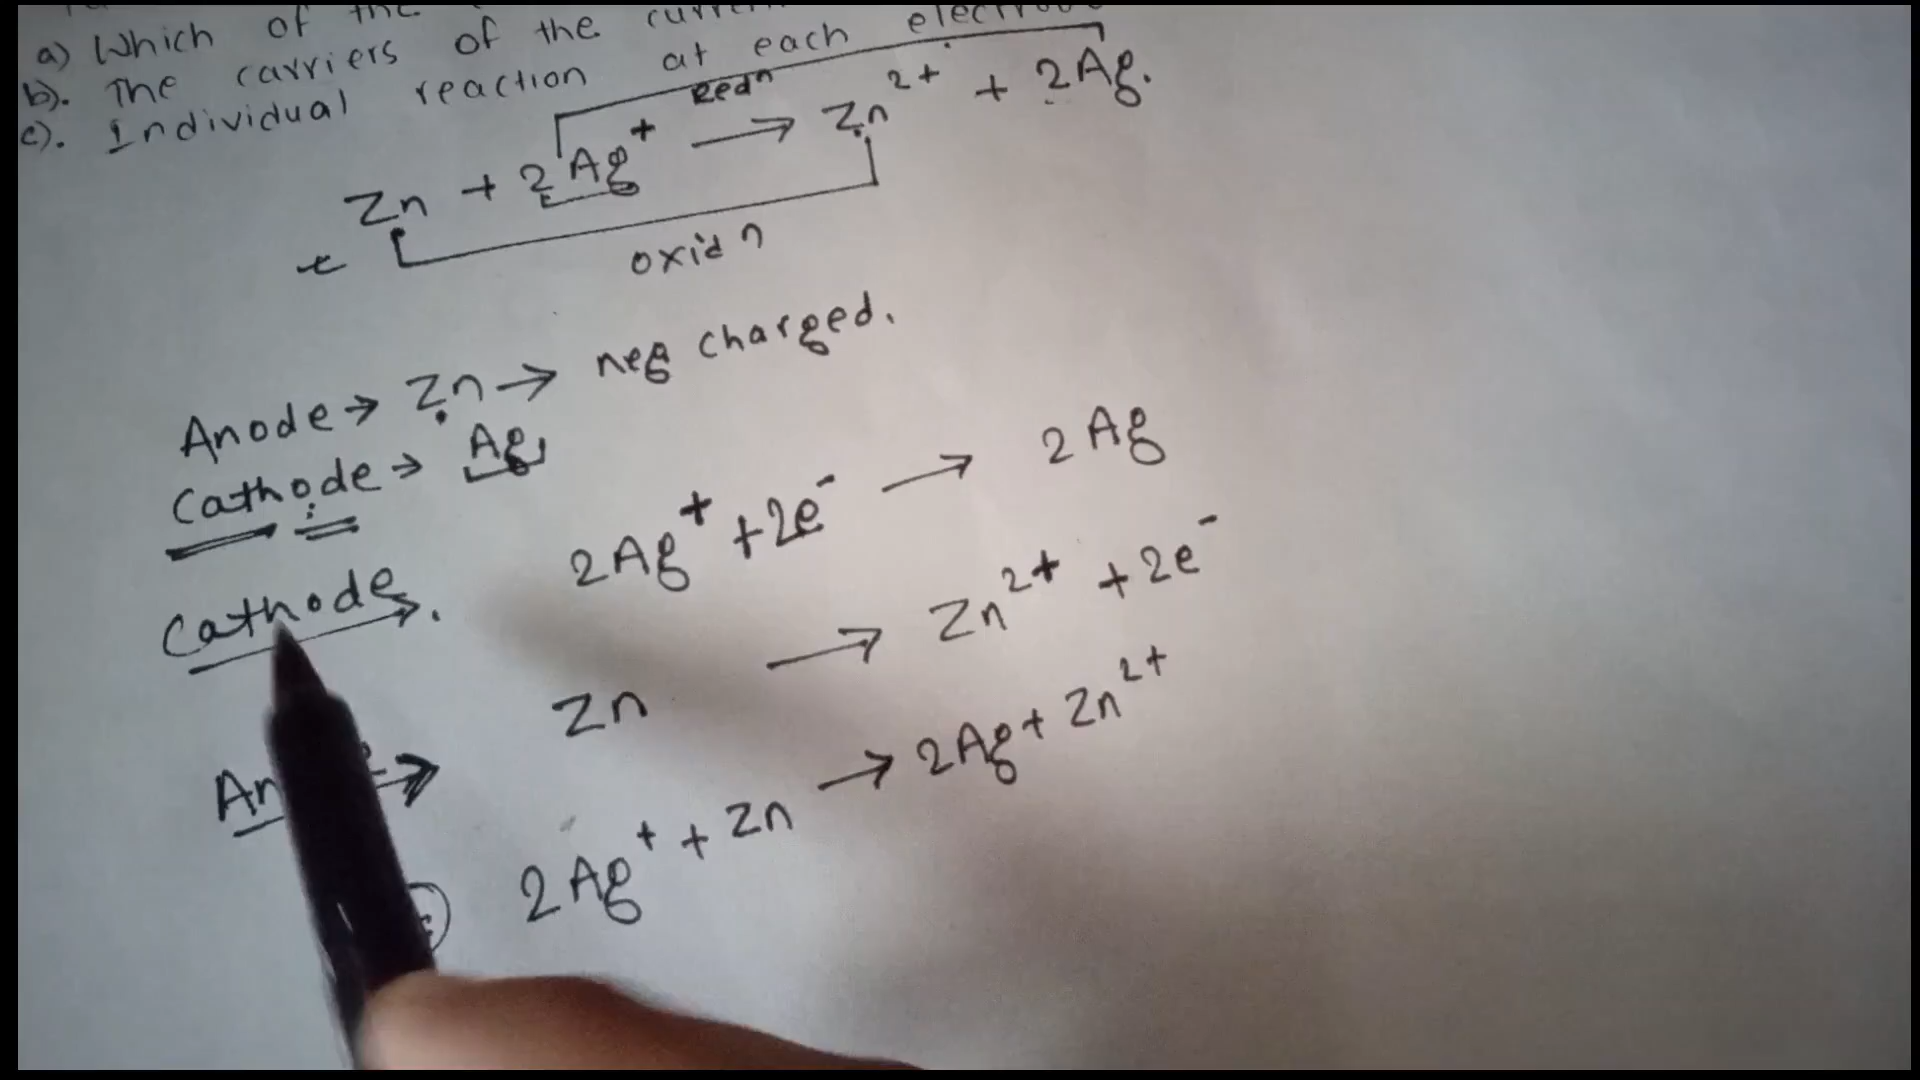 a) Which of the
b). The carriers of the
c). Individual reaction at each
Redn
Zn + 2Ag⁺ → Zn²⁺ + 2Ag.
Anode → Zn → neg charged.
Cathode → Ag
Cathode 2Ag⁺ + 2e⁻ → 2Ag
Zn → Zn²⁺ + 2e⁻
2Ag⁺ + Zn → 2Ag + Zn²⁺